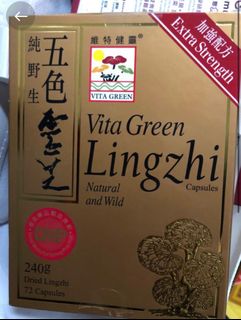 加強配方
Extra Strength
維特健靈®
VITA GREEN
純野生
五色靈芝
Vita Green
Lingzhi
Capsules
Natural
and Wild
240g
Dried Lingzhi
72 Capsules